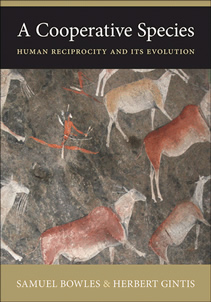 A Cooperative Species
HUMAN RECIPROCITY AND ITS EVOLUTION
SAMUEL BOWLES & HERBERT GINTIS